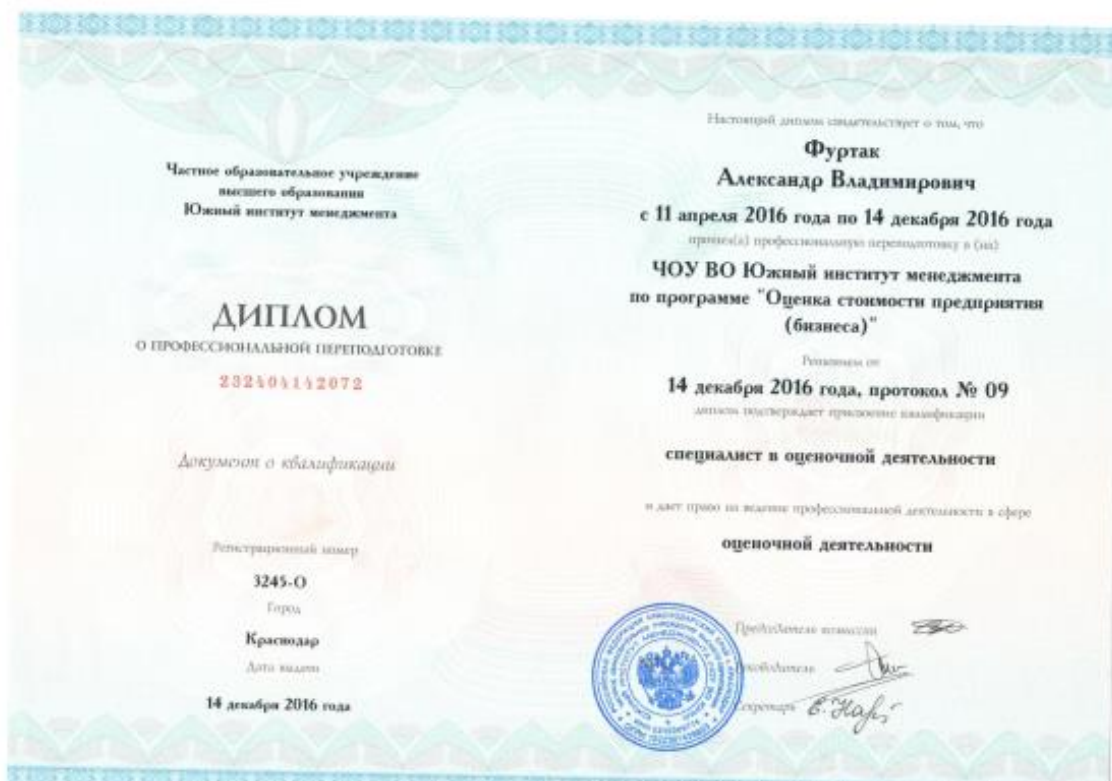 Частное образовательное учреждение
высшего образования
Южный институт менеджмента
ДИПЛОМ
О ПРОФЕССИОНАЛЬНОЙ ПЕРЕПОДГОТОВКЕ
232404142072
Документ о квалификации
Регистрационный номер
3245-О
Город
Краснодар
Дата выдачи
14 декабря 2016 года
Настоящий диплом свидетельствует о том, что
Фуртак
Александр Владимирович
с 11 апреля 2016 года по 14 декабря 2016 года
прошел(а) профессиональную переподготовку в (на)
ЧОУ ВО Южный институт менеджмента
по программе "Оценка стоимости предприятия
(бизнеса)"
Решением от
14 декабря 2016 года, протокол № 09
диплом подтверждает присвоение квалификации
специалист в оценочной деятельности
и дает право на ведение профессиональной деятельности в сфере
оценочной деятельности
Председатель комиссии
Руководитель
Секретарь